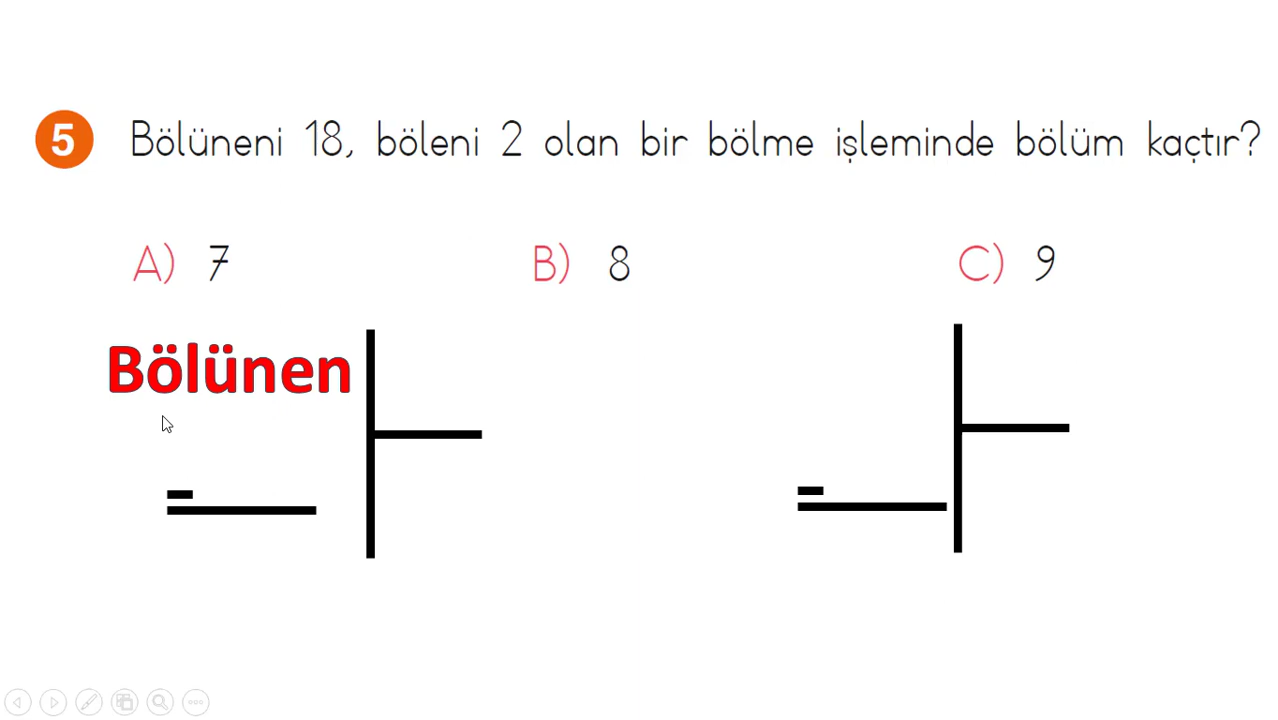 5 Bölüneni 18, böleni 2 olan bir bölme işleminde bölüm kaçtır?
A) 7 B) 8 C) 9
Bölünen